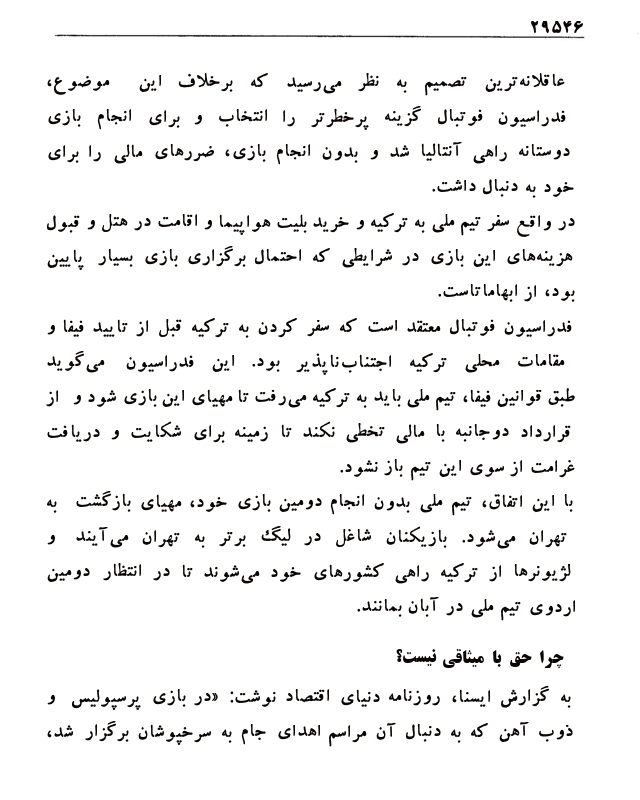 ۲۹۵۴۶
عاقلانه‌ترین تصمیم به نظر می‌رسید که برخلاف این موضوع،
فدراسیون فوتبال گزینه پرخطرتر را انتخاب و برای انجام بازی
دوستانه راهی آنتالیا شد و بدون انجام بازی، ضررهای مالی را برای
خود به دنبال داشت.
در واقع سفر تیم ملی به ترکیه و خرید بلیت هواپیما و اقامت در هتل و قبول
هزینه‌های این بازی در شرایطی که احتمال برگزاری بازی بسیار پایین
بود، از ابهاماتاست.
فدراسیون فوتبال معتقد است که سفر کردن به ترکیه قبل از تایید فیفا و
مقامات محلی ترکیه اجتناب‌ناپذیر بود. این فدراسیون می‌گوید
طبق قوانین فیفا، تیم ملی باید به ترکیه می‌رفت تا مهیای این بازی شود و از
قرارداد دوجانبه با مالی تخطی نکند تا زمینه برای شکایت و دریافت
غرامت از سوی این تیم باز نشود.
با این اتفاق، تیم ملی بدون انجام دومین بازی خود، مهیای بازگشت به
تهران می‌شود. بازیکنان شاغل در لیگ برتر به تهران می‌آیند و
لژیونرها از ترکیه راهی کشورهای خود می‌شوند تا در انتظار دومین
اردوی تیم ملی در آبان بمانند.
چرا حق با میثاقی نیست؟
به گزارش ایسنا، روزنامه دنیای اقتصاد نوشت: «در بازی پرسپولیس و
ذوب آهن که به دنبال آن مراسم اهدای جام به سرخپوشان برگزار شد،